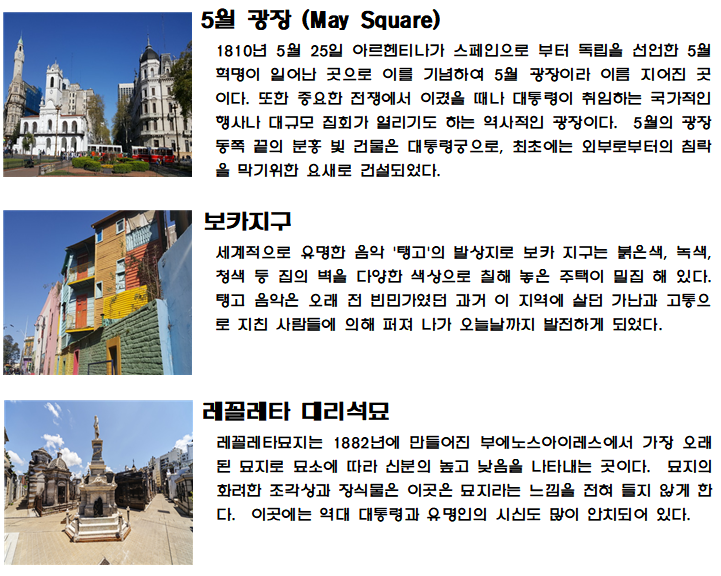 5월 광장 (May Square)
1810년 5월 25일 아르헨티나가 스페인으로 부터 독립을 선언한 5월
혁명이 일어난 곳으로 이를 기념하여 5월 광장이라 이름 지어진 곳
이다. 또한 중요한 전쟁에서 이겼을 때나 대통령이 취임하는 국가적인
행사나 대규모 집회가 열리기도 하는 역사적인 광장이다. 5월의 광장
동쪽 끝의 분홍 빛 건물은 대통령궁으로, 최초에는 외부로부터의 침략
을 막기위한 요새로 건설되었다.
보카지구
세계적으로 유명한 음악 '탱고'의 발상지로 보카 지구는 붉은색, 녹색,
청색 등 집의 벽을 다양한 색상으로 칠해 놓은 주택이 밀집 해 있다.
탱고 음악은 오래 전 빈민가였던 과거 이 지역에 살던 가난과 고통으
로 지친 사람들에 의해 퍼져 나가 오늘날까지 발전하게 되었다.
레꼴레타 대리석묘
레꼴레타묘지는 1882년에 만들어진 부에노스아이레스에서 가장 오래
된 묘지로 묘소에 따라 신분의 높고 낮음을 나타내는 곳이다. 묘지의
화려한 조각상과 장식물은 이곳은 묘지라는 느낌을 전혀 들지 않게 한
다. 이곳에는 역대 대통령과 유명인의 시신도 많이 안치되어 있다.